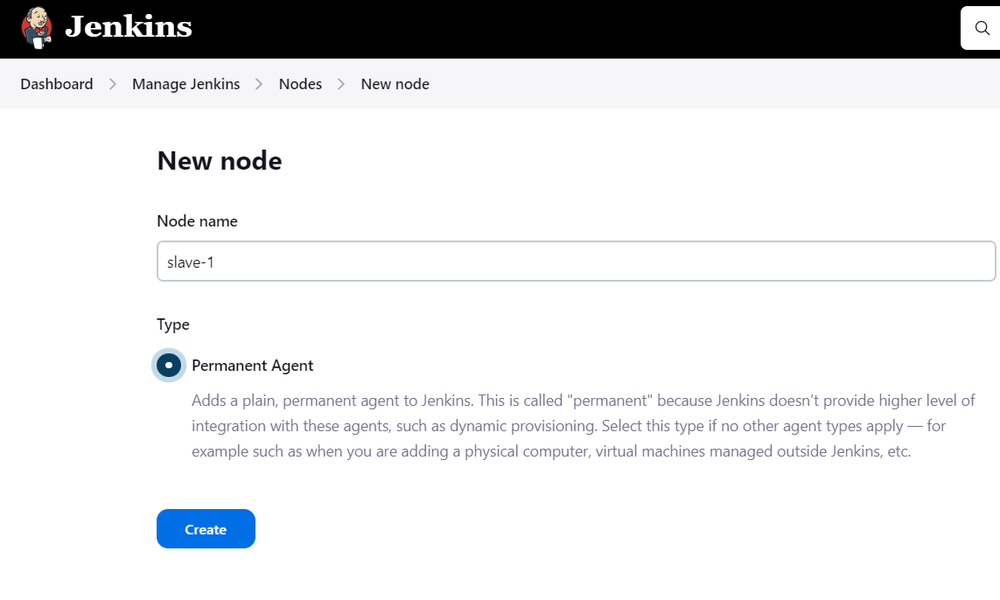 Jenkins
Dashboard > Manage Jenkins > Nodes > New node
New node
Node name
slave-1
Type
Permanent Agent
Adds a plain, permanent agent to Jenkins. This is called "permanent" because Jenkins doesn’t provide higher level of
integration with these agents, such as dynamic provisioning. Select this type if no other agent types apply — for
example such as when you are adding a physical computer, virtual machines managed outside Jenkins, etc.
Create